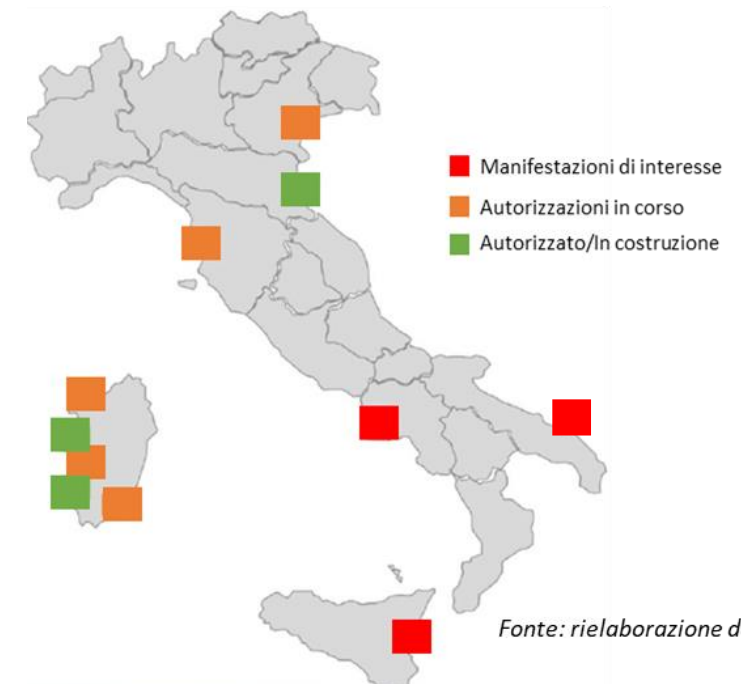 Manifestazioni di interesse
Autorizzazioni in corso
Autorizzato/In costruzione
Fonte: rielaborazione d